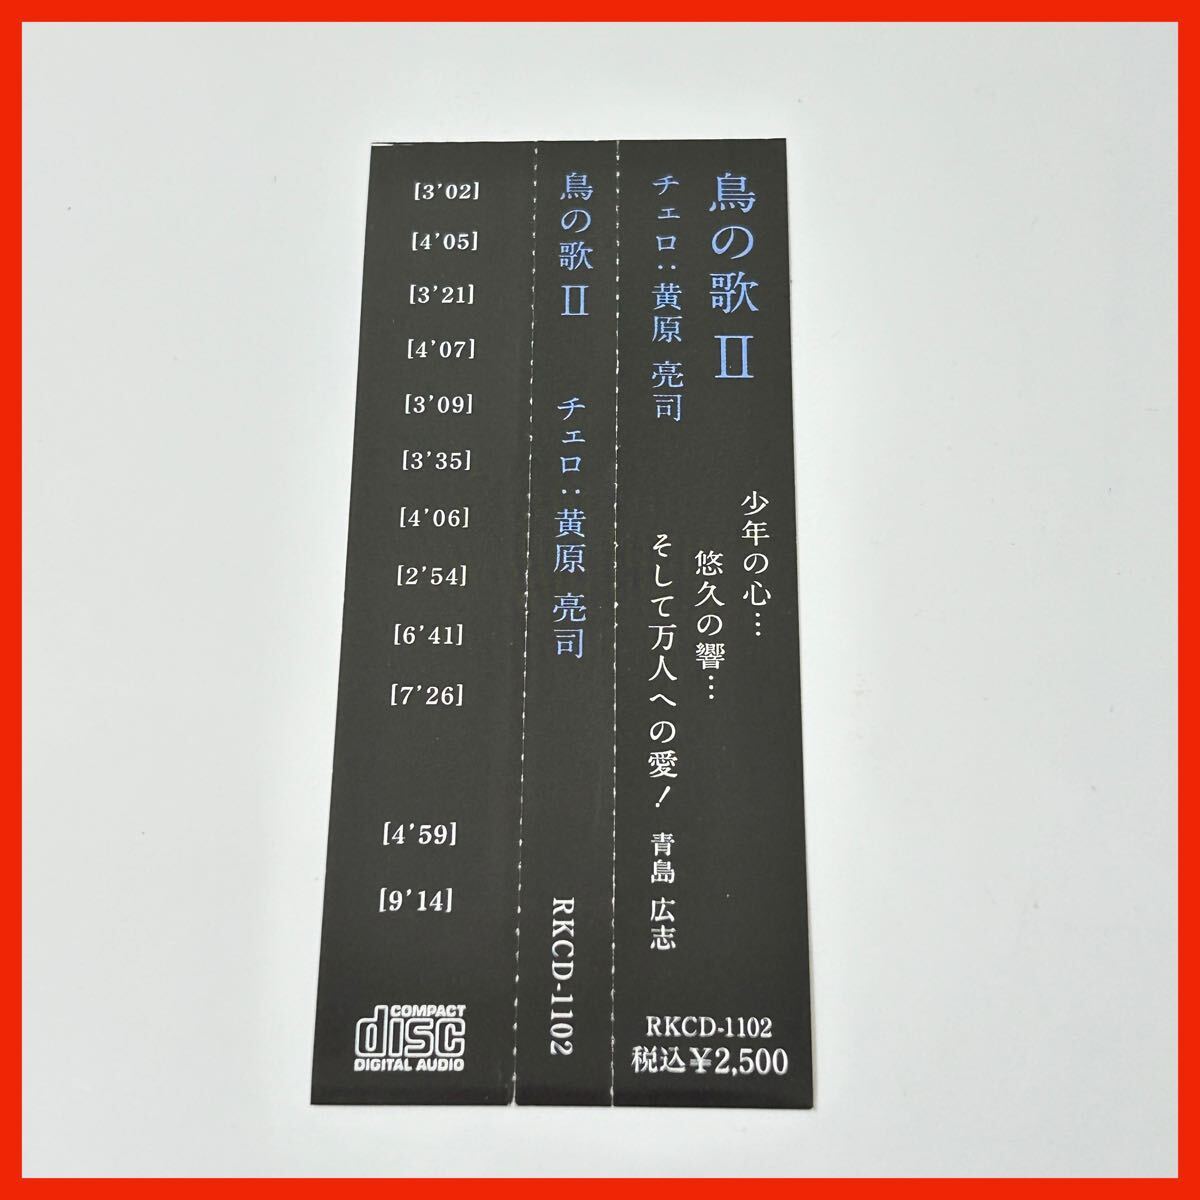 鳥の歌 II
チェロ：黄原 亮司
少年の心…
悠久の響…
そして万人への愛！ 青島 広志
RKCD-1102
税込¥2,500
鳥の歌 II チェロ：黄原 亮司 RKCD-1102
[3'02]
[4'05]
[3'21]
[4'07]
[3'09]
[3'35]
[4'06]
[2'54]
[6'41]
[7'26]
[4'59]
[9'14]
COMPACT
disc
DIGITAL AUDIO